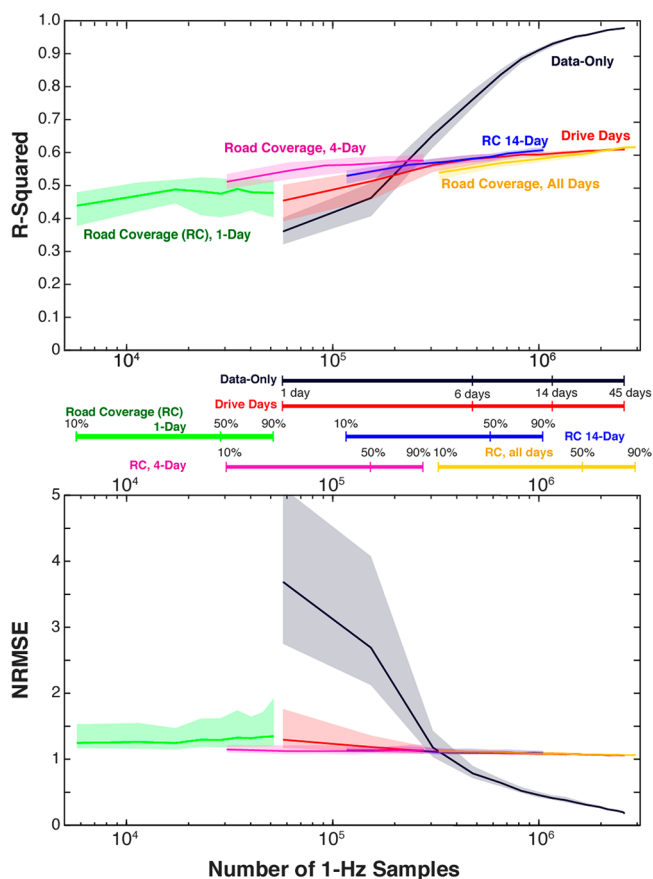 1.0
0.9
Data-Only
0.8
0.7
Road Coverage, 4-Day
RC 14-Day
Drive Days
0.6
R-Squared
0.5
Road Coverage, All Days
0.4
Road Coverage (RC), 1-Day
0.3
0.2
0.1
0
10^4 10^5 10^6
Data-Only
1 day 6 days 14 days 45 days
Drive Days
Road Coverage (RC)
1-Day
10% 50% 90%
10% 50% 90%
RC 14-Day
RC, 4-Day
10% 50% 90%
RC, all days
10% 50% 90%
10^4 10^5 10^6
5
4
3
NRMSE
2
1
0
10^4 10^5 10^6
Number of 1-Hz Samples